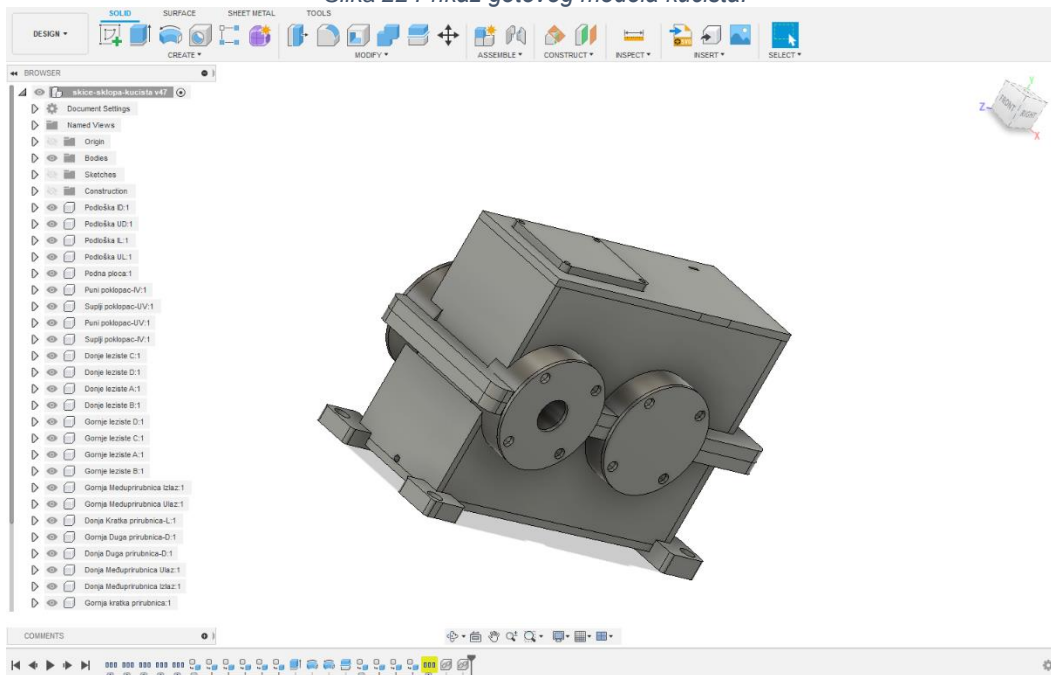 Slika 22 Prikaz gotovog modela kućišta.
SOLID SURFACE SHEET METAL TOOLS
DESIGN
CREATE MODIFY ASSEMBLE CONSTRUCT INSPECT INSERT SELECT
BROWSER
skice-sklopa-kucista v47
Document Settings
Named Views
Origin
Bodies
Sketches
Construction
Podloška ID:1
Podloška UD:1
Podloška IL:1
Podloška UL:1
Podna ploca:1
Puni poklopac-IV:1
Suplji poklopac-UV:1
Puni poklopac-UV:1
Suplji poklopac-IV:1
Donje leziste C:1
Donje leziste D:1
Donje leziste A:1
Donje leziste B:1
Gornje leziste D:1
Gornje leziste C:1
Gornje leziste A:1
Gornje leziste B:1
Gornja Meduprirubnica Izlaz:1
Gornja Meduprirubnica Ulaz:1
Donja Kratka prirubnica-L:1
Gornja Duga prirubnica-D:1
Donja Duga prirubnica-D:1
Donja Međuprirubnica Ulaz:1
Donja Međuprirubnica Izlaz:1
Gornja kratka prirubnica:1
COMMENTS
Y
Z
X
FRONT
RIGHT